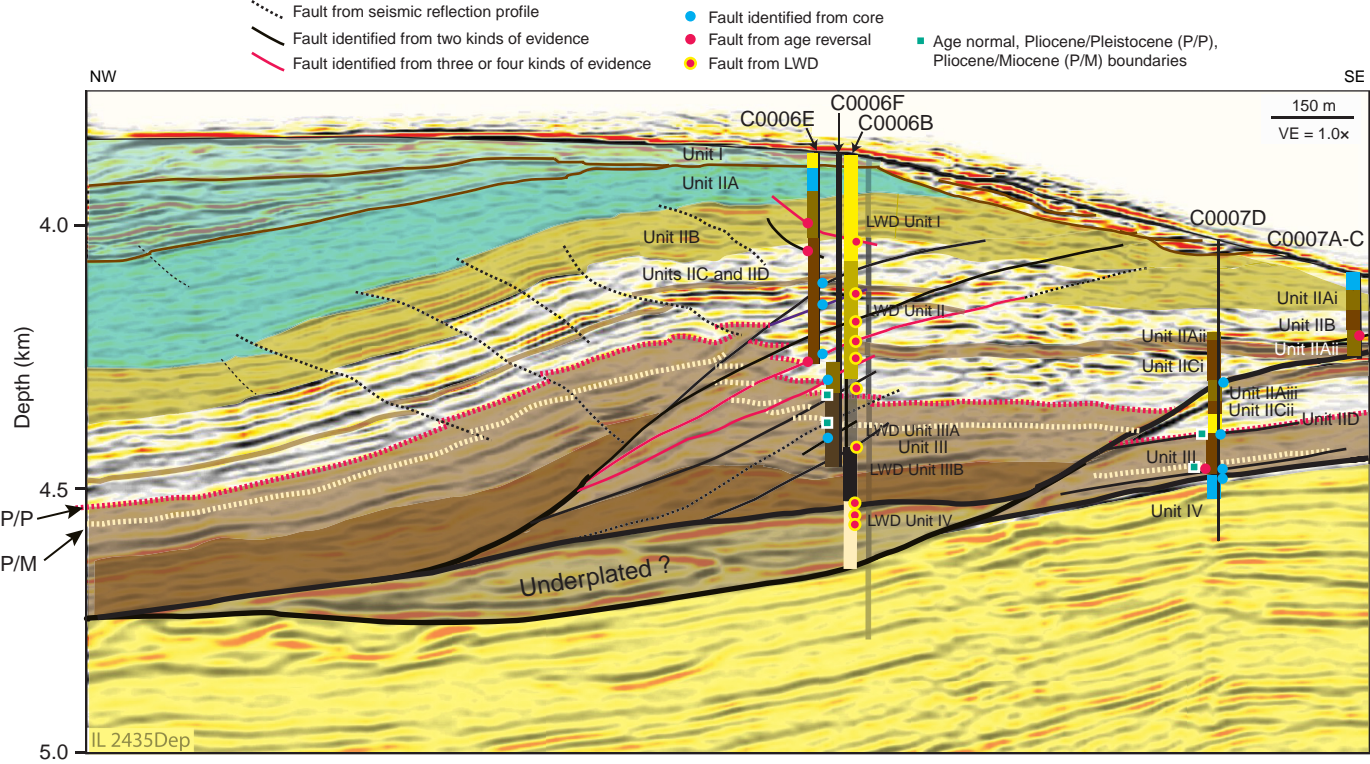 Fault from seismic reflection profile
Fault identified from two kinds of evidence
Fault identified from three or four kinds of evidence
Fault identified from core
Fault from age reversal
Fault from LWD
Age normal, Pliocene/Pleistocene (P/P),
Pliocene/Miocene (P/M) boundaries
NW
SE
150 m
VE = 1.0×
C0006E
C0006F
C0006B
C0007D
C0007A-C
Unit I
Unit IIA
Unit IIB
Units IIC and IID
LWD Unit I
LWD Unit II
LWD Unit IIIA
Unit III
LWD Unit IIIB
LWD Unit IV
Unit IIAi
Unit IIB
Unit IIAii
Unit IIAii
Unit IICi
Unit IIAiii
Unit IICii
Unit IID
Unit III
Unit IV
Underplated ?
Depth (km)
4.0
4.5
5.0
P/P
P/M
IL 2435Dep